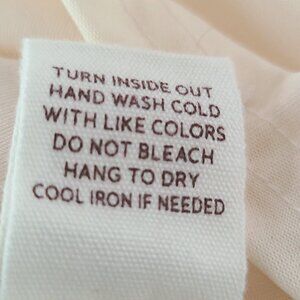 TURN INSIDE OUT
HAND WASH COLD
WITH LIKE COLORS
DO NOT BLEACH
HANG TO DRY
COOL IRON IF NEEDED